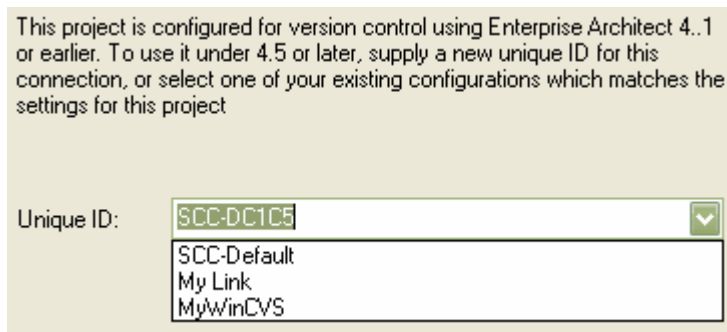 This project is configured for version control using Enterprise Architect 4..1
or earlier. To use it under 4.5 or later, supply a new unique ID for this
connection, or select one of your existing configurations which matches the
settings for this project
Unique ID: SCC-DC1C5
SCC-Default
My Link
MyWinCVS